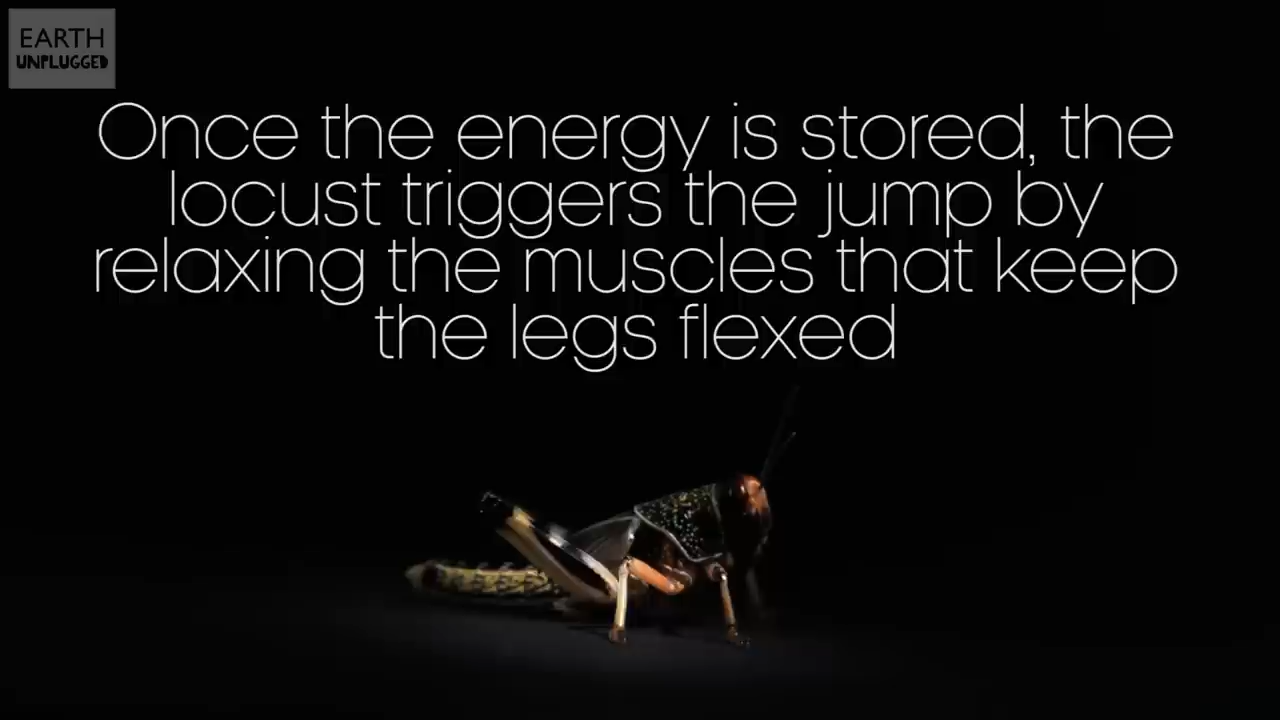 EARTH
UNPLUGGED
Once the energy is stored, the
locust triggers the jump by
relaxing the muscles that keep
the legs flexed